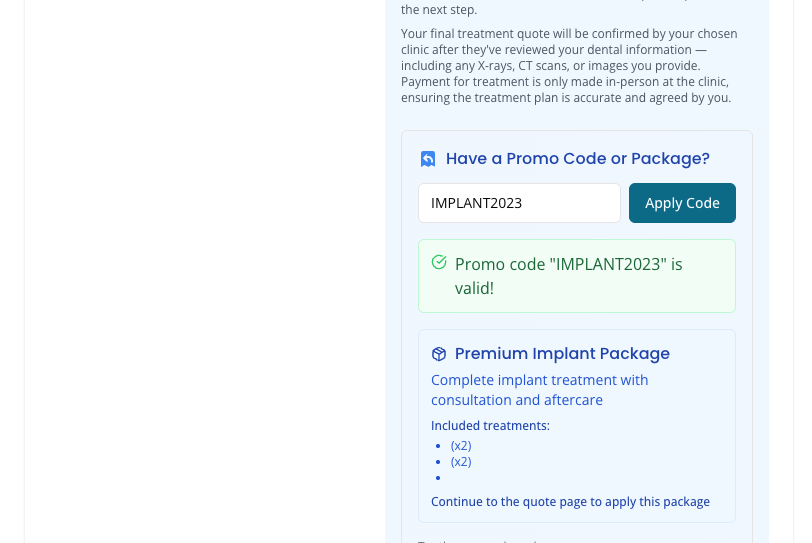 the next step.
Your final treatment quote will be confirmed by your chosen
clinic after they've reviewed your dental information —
including any X-rays, CT scans, or images you provide.
Payment for treatment is only made in-person at the clinic,
ensuring the treatment plan is accurate and agreed by you.
Have a Promo Code or Package?
IMPLANT2023
Apply Code
Promo code "IMPLANT2023" is
valid!
Premium Implant Package
Complete implant treatment with
consultation and aftercare
Included treatments:
• (x2)
• (x2)
•
Continue to the quote page to apply this package